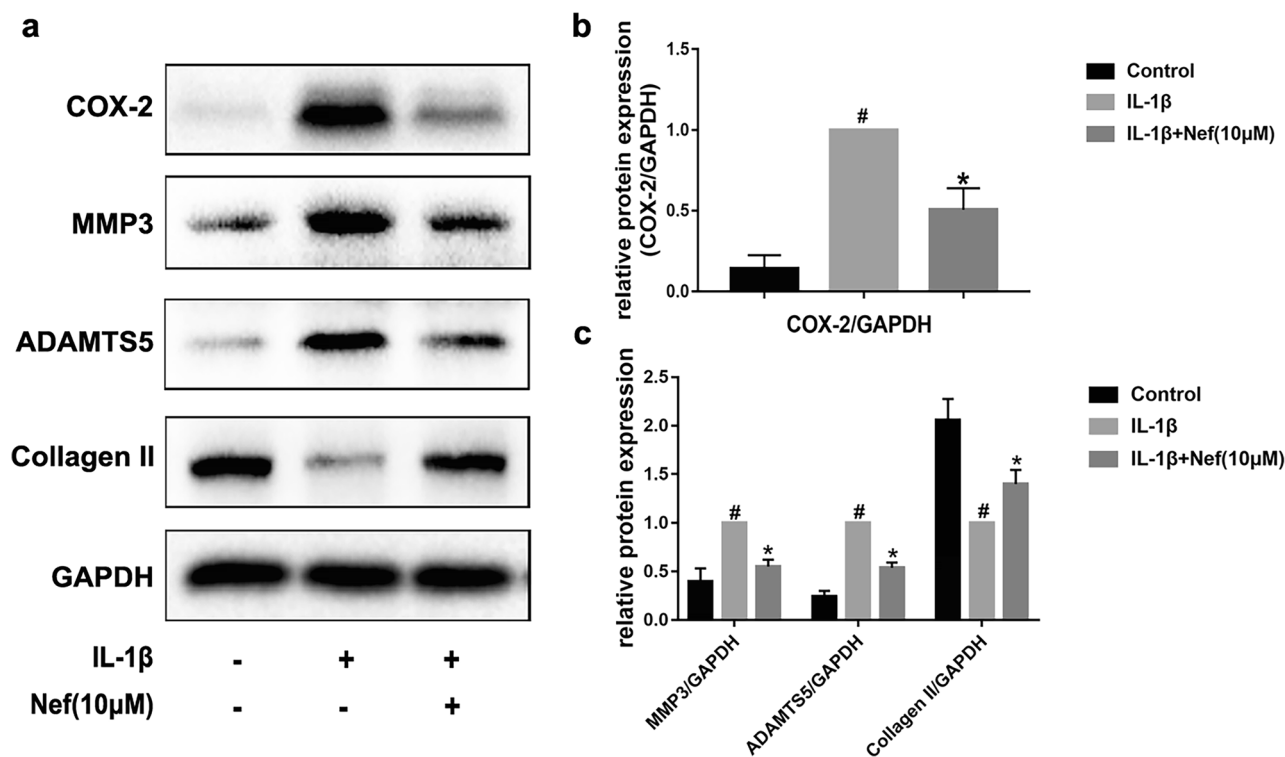 a
COX-2
MMP3
ADAMTS5
Collagen II
GAPDH
IL-1β - + +
Nef(10μM) - - +
b
relative protein expression
(COX-2/GAPDH)
1.5
1.0
0.5
0.0
#
*
COX-2/GAPDH
Control
IL-1β
IL-1β+Nef(10μM)
c
relative protein expression
2.5
2.0
1.5
1.0
0.5
0.0
# * # * # *
MMP3/GAPDH
ADAMTS5/GAPDH
Collagen II/GAPDH
Control
IL-1β
IL-1β+Nef(10μM)